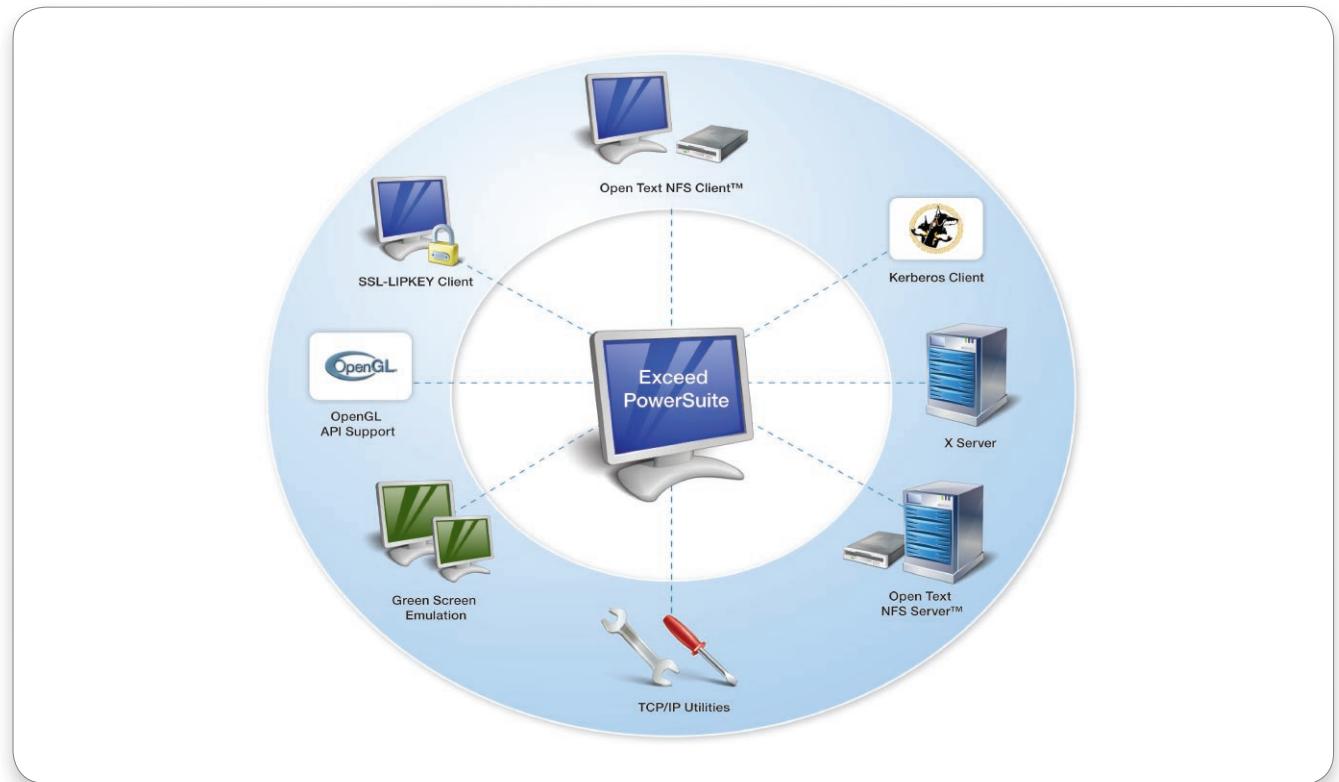 Open Text NFS Client™
SSL-LIPKEY Client
Kerberos Client
OpenGL
OpenGL
API Support
Exceed
PowerSuite
X Server
Green Screen
Emulation
Open Text
NFS Server™
TCP/IP Utilities